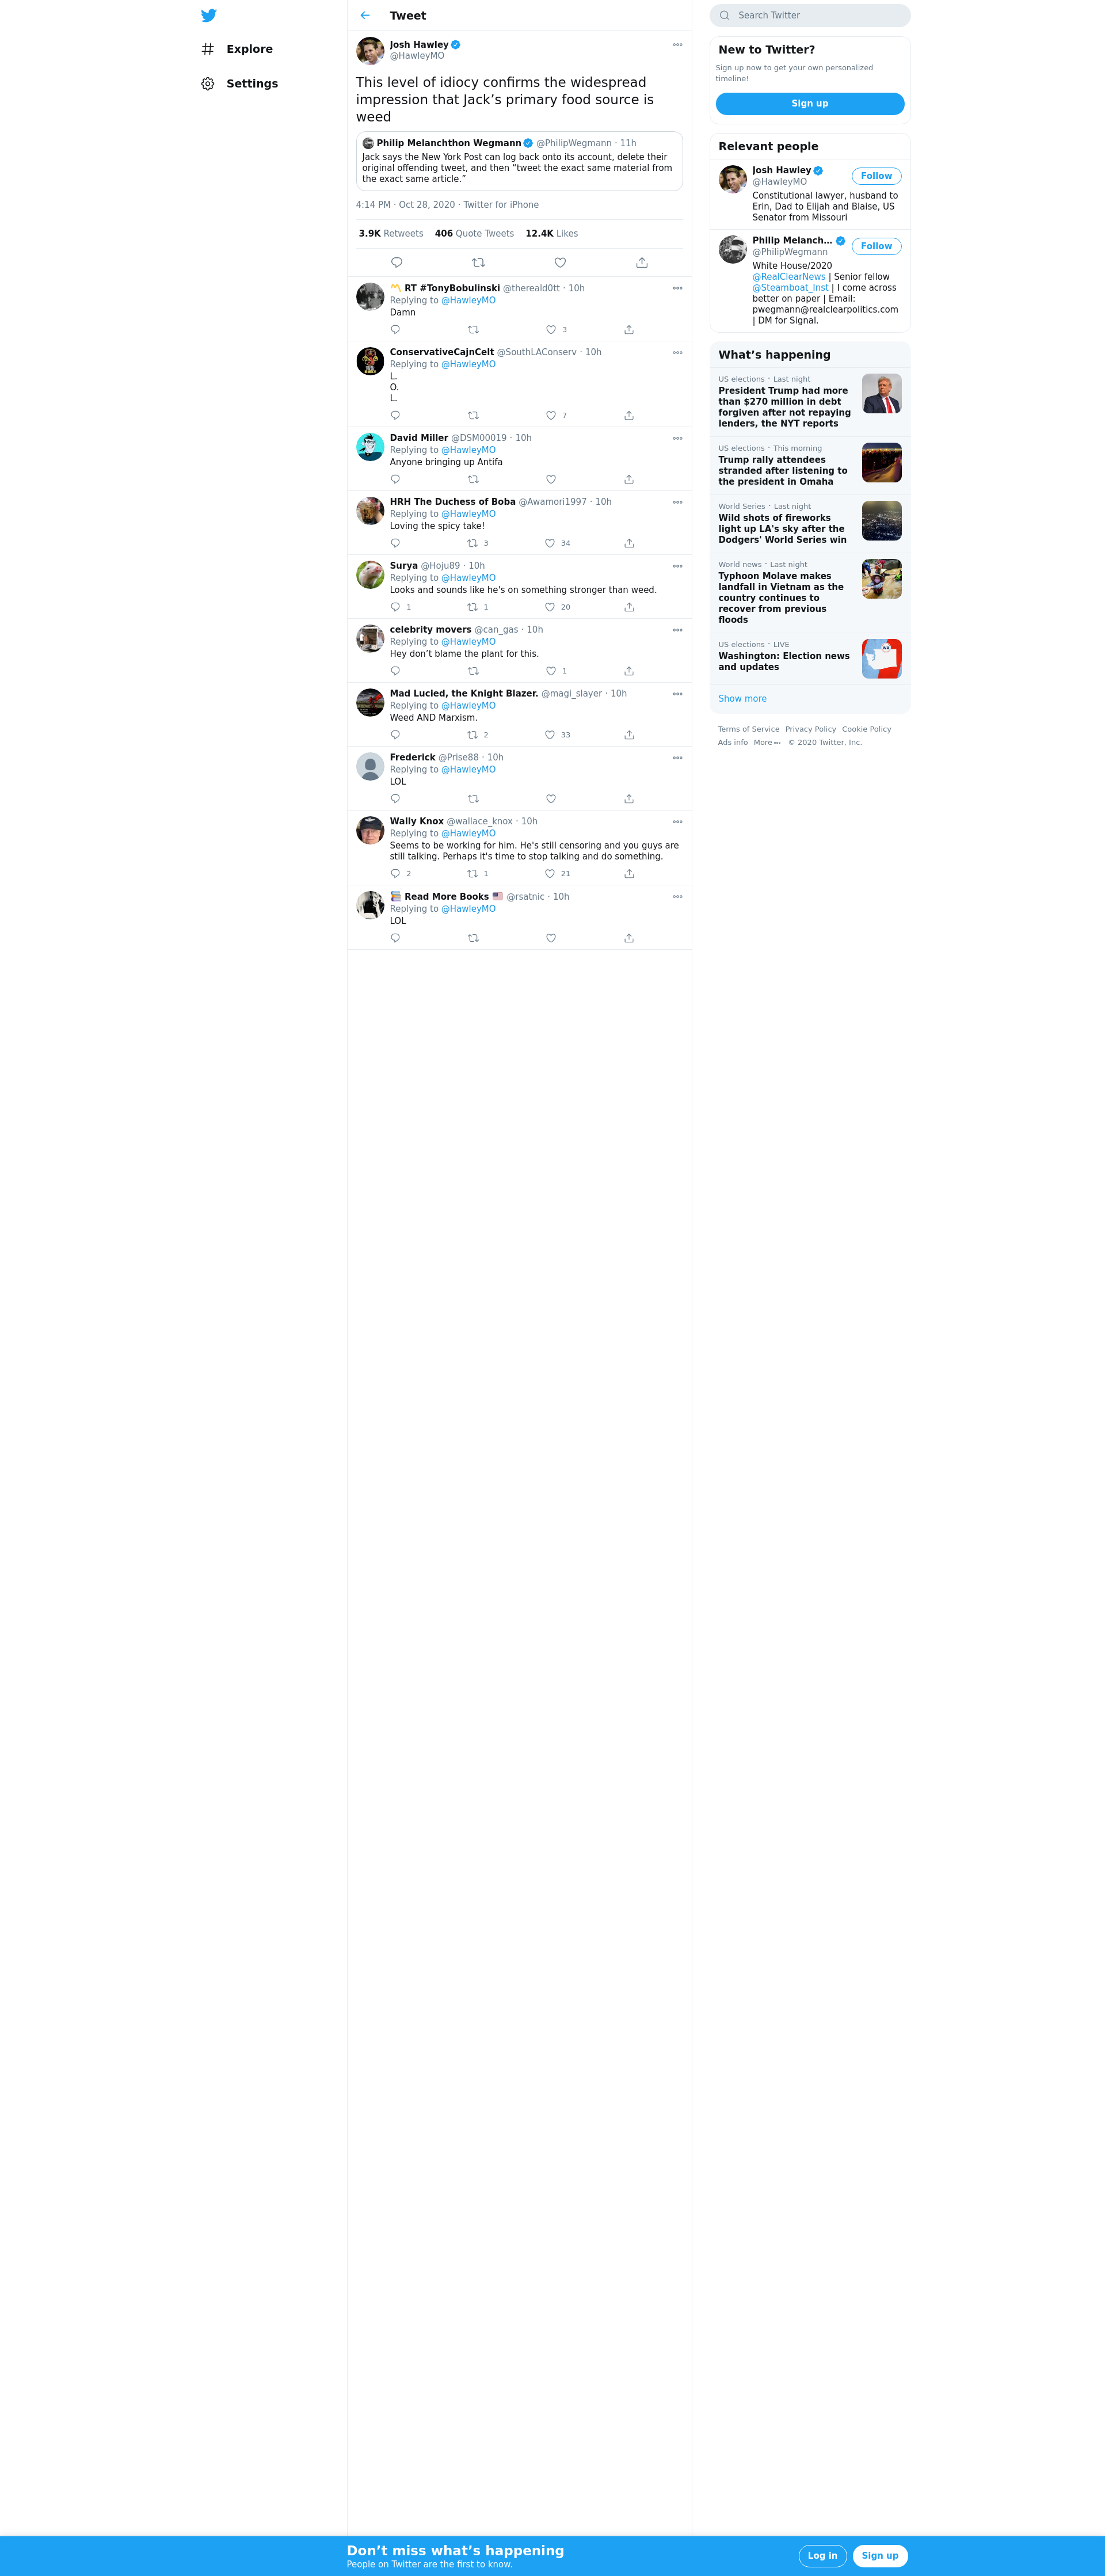 Explore
Settings
Tweet
Josh Hawley
@HawleyMO
This level of idiocy confirms the widespread
impression that Jack’s primary food source is
weed
Philip Melanchthon Wegmann @PhilipWegmann · 11h
Jack says the New York Post can log back onto its account, delete their
original offending tweet, and then “tweet the exact same material from
the exact same article.”
4:14 PM · Oct 28, 2020 · Twitter for iPhone
3.9K Retweets 406 Quote Tweets 12.4K Likes
RT #TonyBobulinski @thereald0tt · 10h
Replying to @HawleyMO
Damn
3
ConservativeCajnCelt @SouthLAConserv · 10h
Replying to @HawleyMO
L.
O.
L.
7
David Miller @DSM00019 · 10h
Replying to @HawleyMO
Anyone bringing up Antifa
HRH The Duchess of Boba @Awamori1997 · 10h
Replying to @HawleyMO
Loving the spicy take!
3 34
Surya @Hoju89 · 10h
Replying to @HawleyMO
Looks and sounds like he's on something stronger than weed.
1 1 20
celebrity movers @can_gas · 10h
Replying to @HawleyMO
Hey don’t blame the plant for this.
1
Mad Lucied, the Knight Blazer. @magi_slayer · 10h
Replying to @HawleyMO
Weed AND Marxism.
2 33
Frederick @Prise88 · 10h
Replying to @HawleyMO
LOL
Wally Knox @wallace_knox · 10h
Replying to @HawleyMO
Seems to be working for him. He's still censoring and you guys are
still talking. Perhaps it's time to stop talking and do something.
2 1 21
Read More Books @rsatnic · 10h
Replying to @HawleyMO
LOL
Search Twitter
New to Twitter?
Sign up now to get your own personalized
timeline!
Sign up
Relevant people
Josh Hawley
@HawleyMO
Follow
Constitutional lawyer, husband to
Erin, Dad to Elijah and Blaise, US
Senator from Missouri
Philip Melanch...
@PhilipWegmann
Follow
White House/2020
@RealClearNews | Senior fellow
@Steamboat_Inst | I come across
better on paper | Email:
pwegmann@realclearpolitics.com
| DM for Signal.
What’s happening
US elections · Last night
President Trump had more
than $270 million in debt
forgiven after not repaying
lenders, the NYT reports
US elections · This morning
Trump rally attendees
stranded after listening to
the president in Omaha
World Series · Last night
Wild shots of fireworks
light up LA's sky after the
Dodgers' World Series win
World news · Last night
Typhoon Molave makes
landfall in Vietnam as the
country continues to
recover from previous
floods
US elections · LIVE
Washington: Election news
and updates
WA
Show more
Terms of Service Privacy Policy Cookie Policy
Ads info More © 2020 Twitter, Inc.
Don’t miss what’s happening
People on Twitter are the first to know.
Log in
Sign up